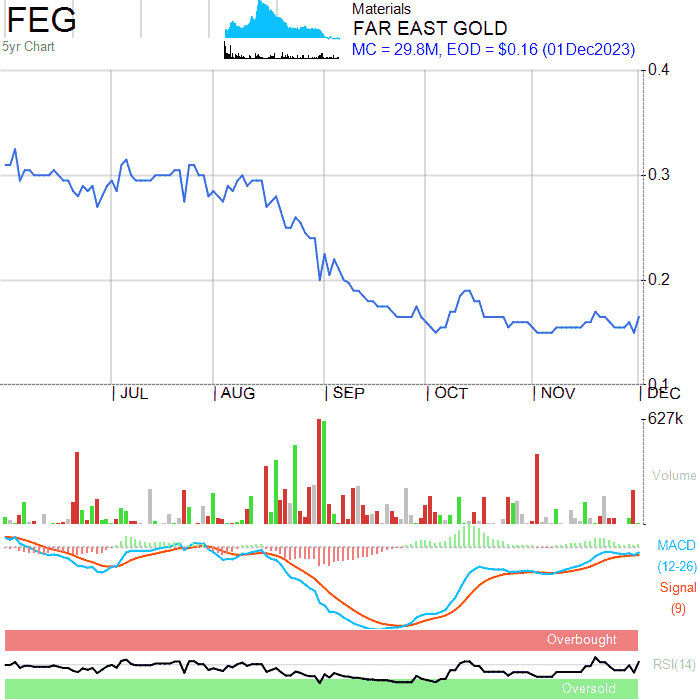 FEG
5yr Chart
Materials
FAR EAST GOLD
MC = 29.8M, EOD = $0.16 (01Dec2023)
0.4
0.3
0.2
0.1
JUL
AUG
SEP
OCT
NOV
DEC
627k
Volume
MACD
(12-26)
Signal
(9)
Overbought
RSI(14)
Oversold